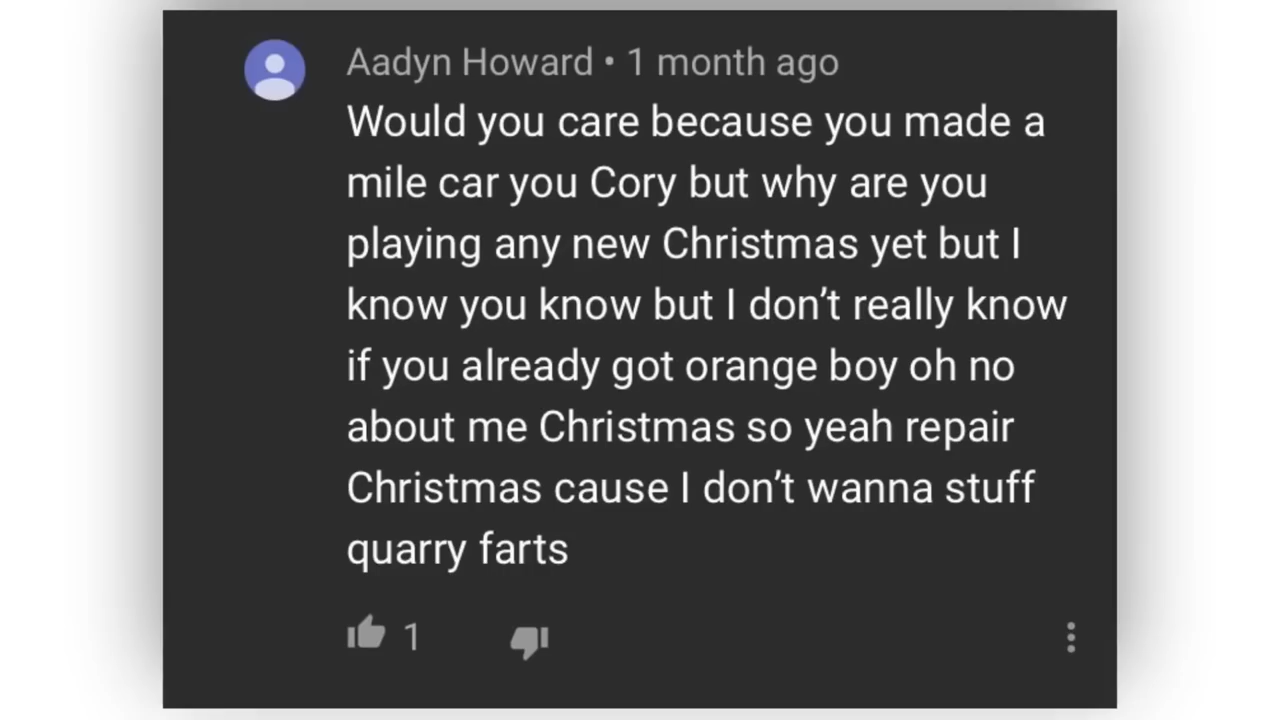 Aadyn Howard • 1 month ago
Would you care because you made a
mile car you Cory but why are you
playing any new Christmas yet but I
know you know but I don’t really know
if you already got orange boy oh no
about me Christmas so yeah repair
Christmas cause I don’t wanna stuff
quarry farts
1